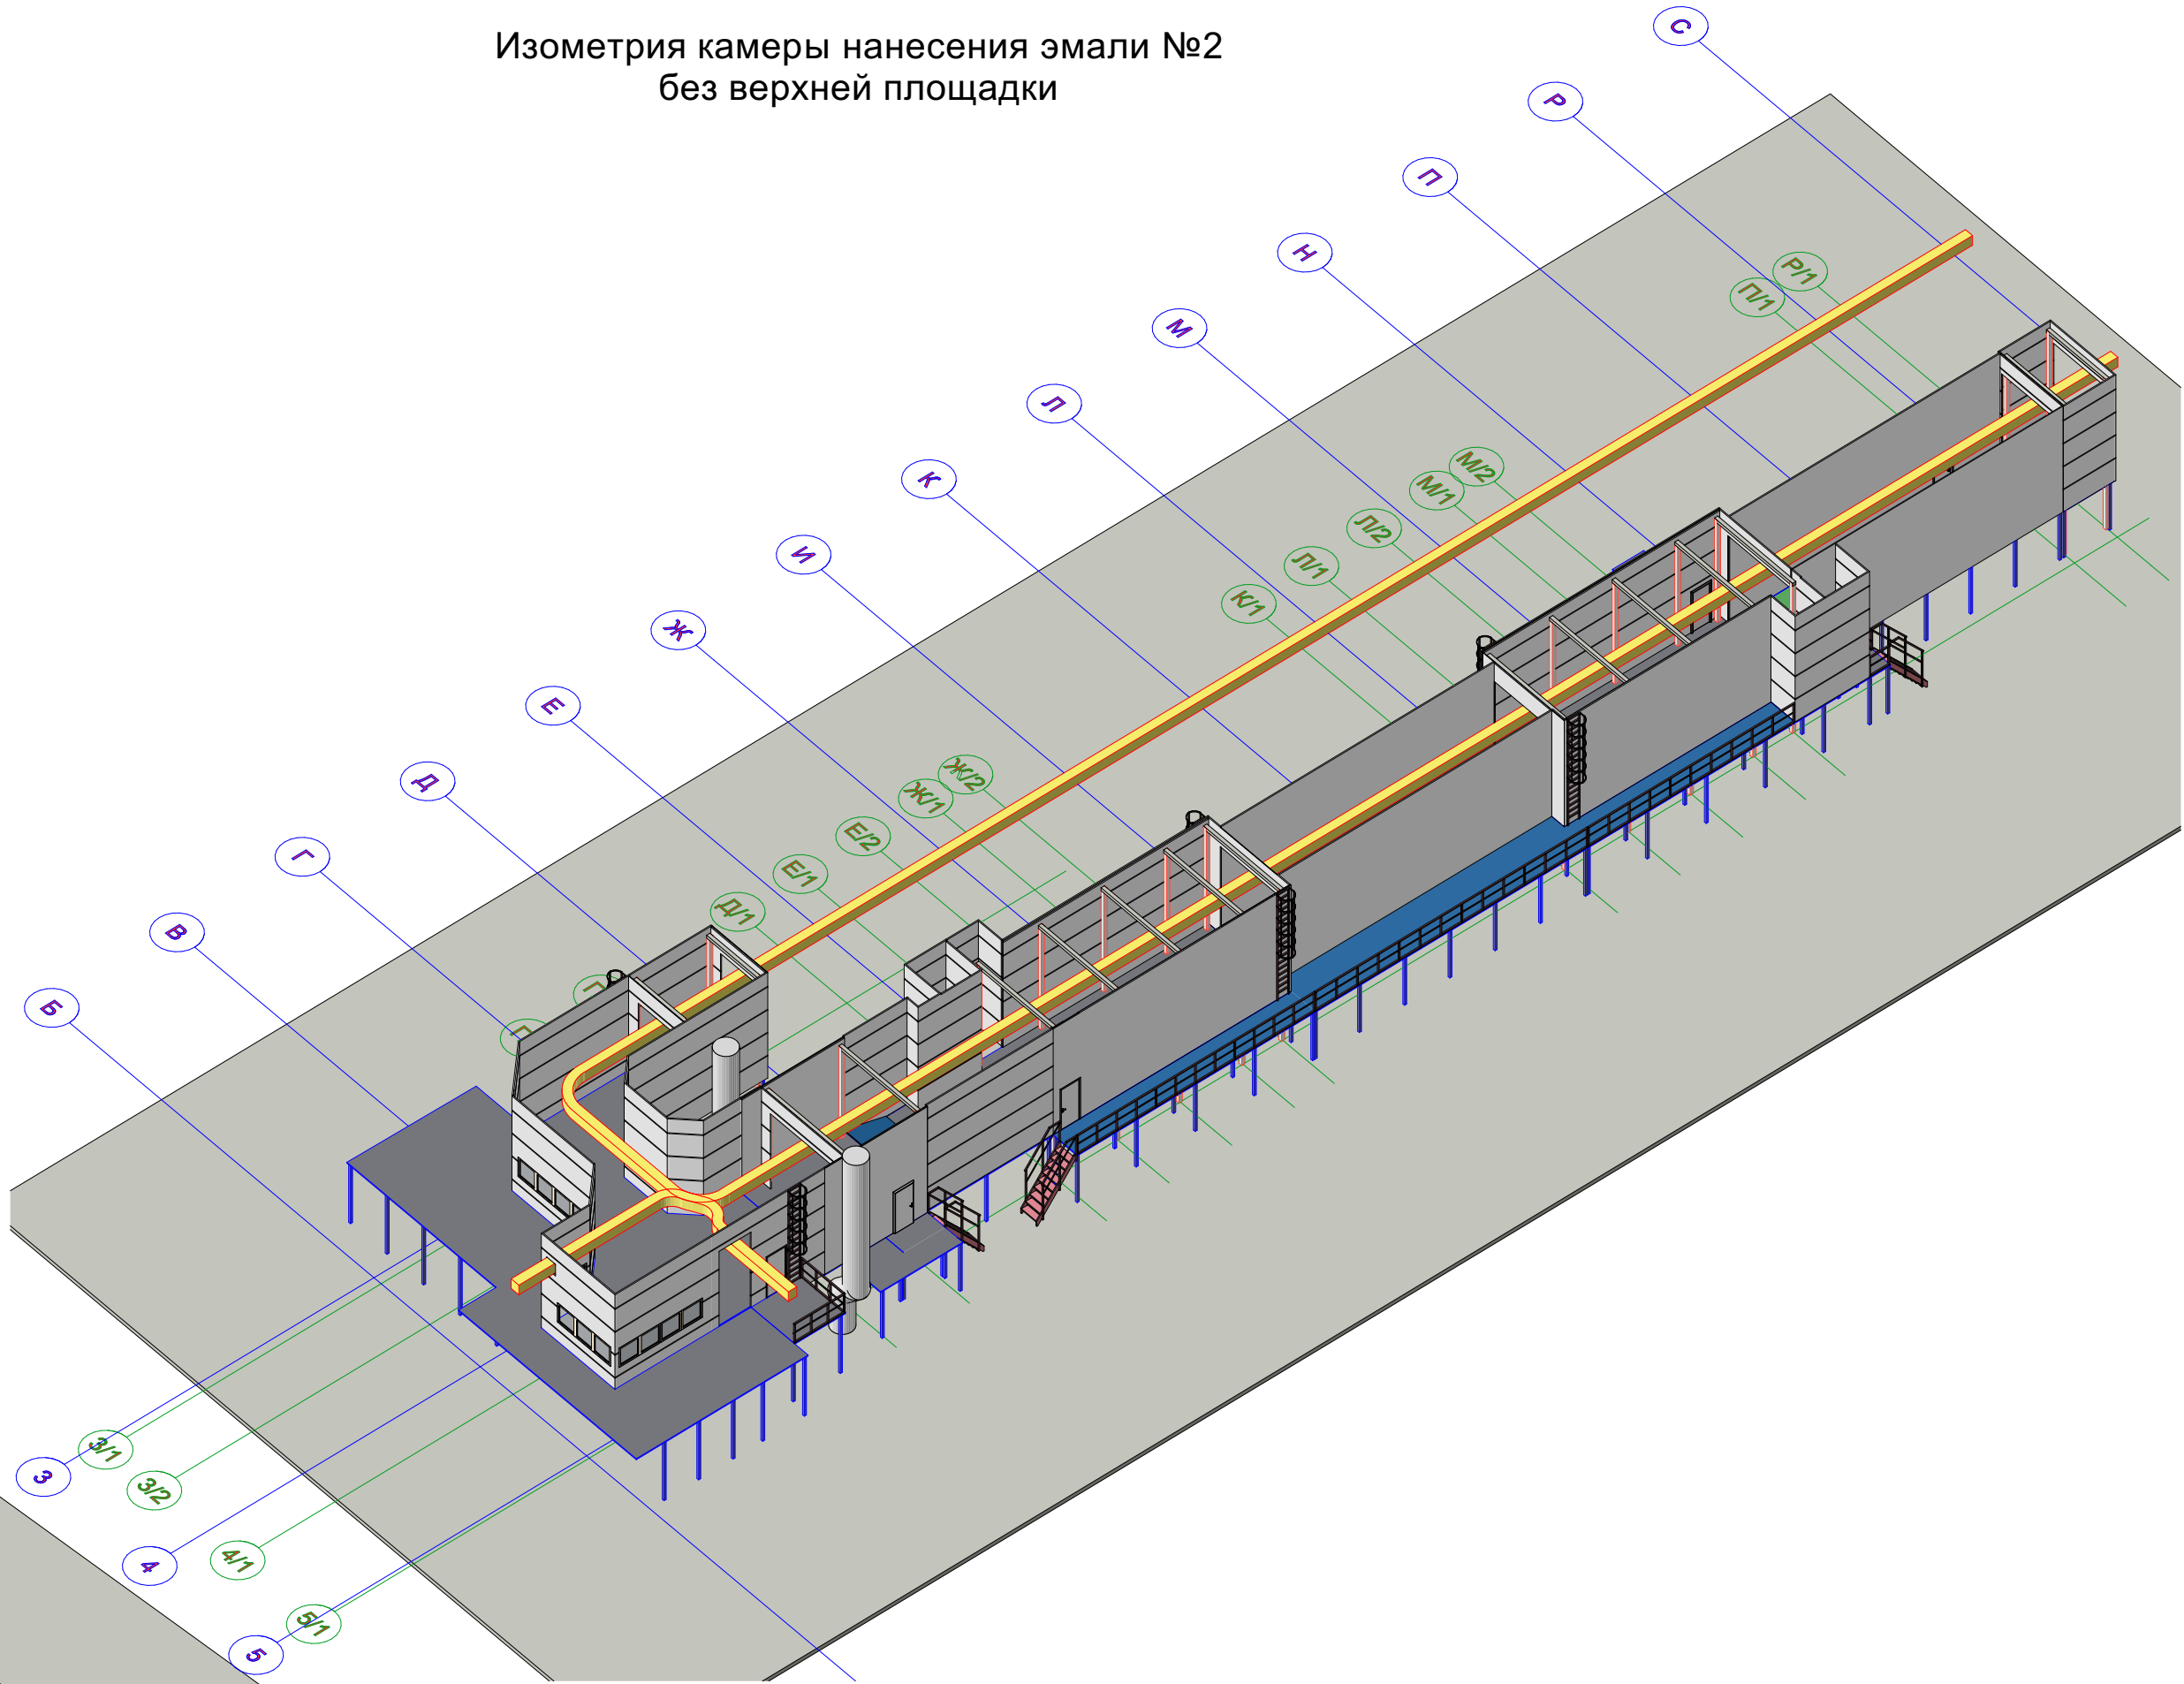 Изометрия камеры нанесения эмали №2
без верхней площадки
С
Р
П
Н
Р/1
П/1
М
Л
М/2
М/1
К
Л/2
И
Л/1
К/1
Ж
Е
Д
Ж/2
Ж/1
Е/2
Г
Е/1
Д/1
В
Б
3/1
3
3/2
4/1
4
5/1
5